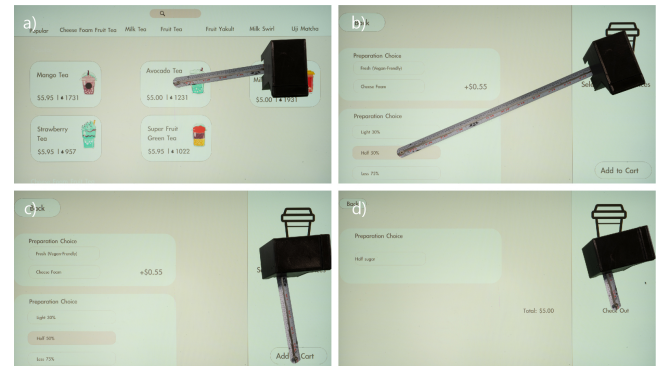 a)
Popular Cheese Foam Fruit Tea Milk Tea Fruit Tea Fruit Yakult Milk Swirl Uji Matcha
Mango Tea
$5.95 1731
Avocado Tea
$5.00 1231
$5.00 1931
Strawberry
Tea
$5.95 957
Super Fruit
Green Tea
$5.95 1022
b)
Back
Preparation Choice
Fresh (Vegan-friendly)
Cheese Foam +$0.55
Preparation Choice
Light 30%
Half 50%
Less 75%
Add to Cart
c)
Back
Preparation Choice
Fresh (Vegan-friendly)
Cheese Foam +$0.55
Preparation Choice
Light 30%
Half 50%
Less 75%
Add to Cart
d)
Back
Preparation Choice
Half sugar
Total: $5.00
Check Out